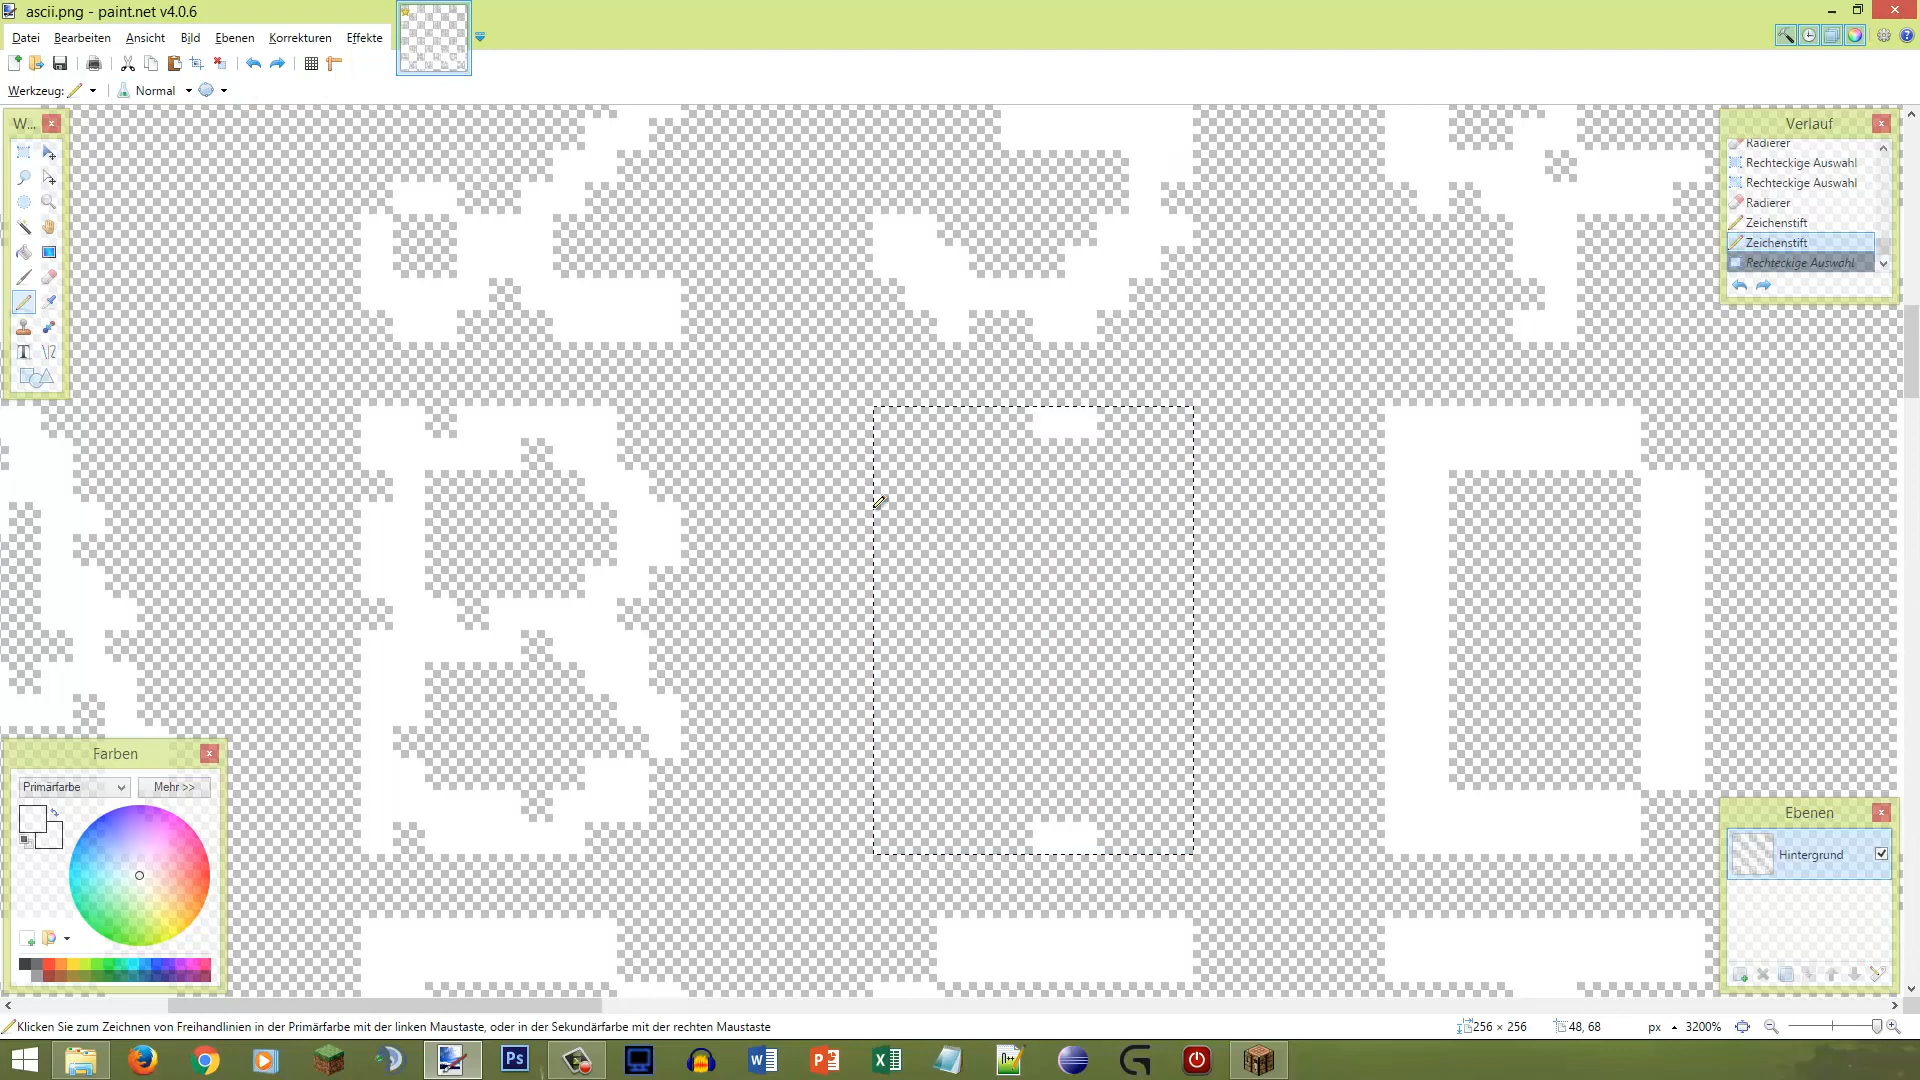 ascii.png - paint.net v4.0.6
Datei Bearbeiten Ansicht Bild Ebenen Korrekturen Effekte
Werkzeug: Normal
W...
Verlauf
Radierer
Rechteckige Auswahl
Rechteckige Auswahl
Radierer
Zeichenstift
Zeichenstift
Rechteckige Auswahl
Farben
Primärfarbe Mehr >>
Ebenen
Hintergrund
Klicken Sie zum Zeichnen von Freihandlinien in der Primärfarbe mit der linken Maustaste, oder in der Sekundärfarbe mit der rechten Maustaste
256 × 256 48, 68 px 3200%